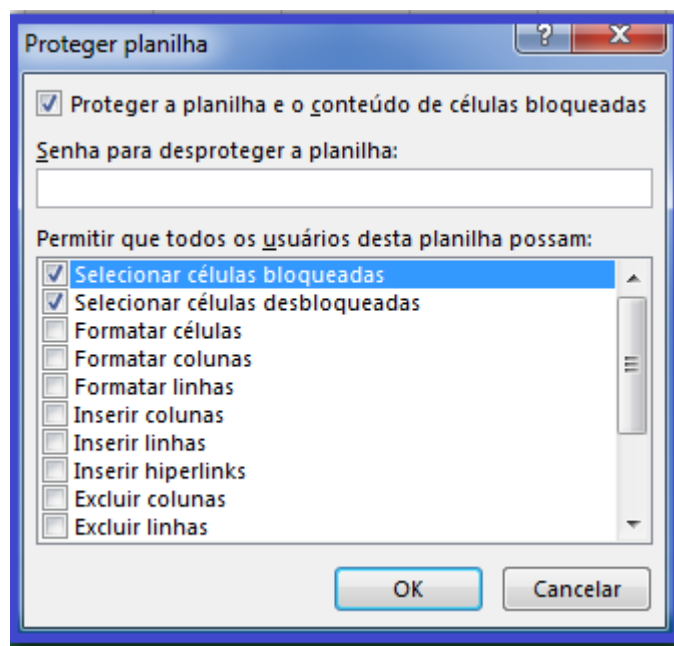 Proteger planilha
Proteger a planilha e o conteúdo de células bloqueadas
Senha para desproteger a planilha:
Permitir que todos os usuários desta planilha possam:
Selecionar células bloqueadas
Selecionar células desbloqueadas
Formatar células
Formatar colunas
Formatar linhas
Inserir colunas
Inserir linhas
Inserir hiperlinks
Excluir colunas
Excluir linhas
OK Cancelar